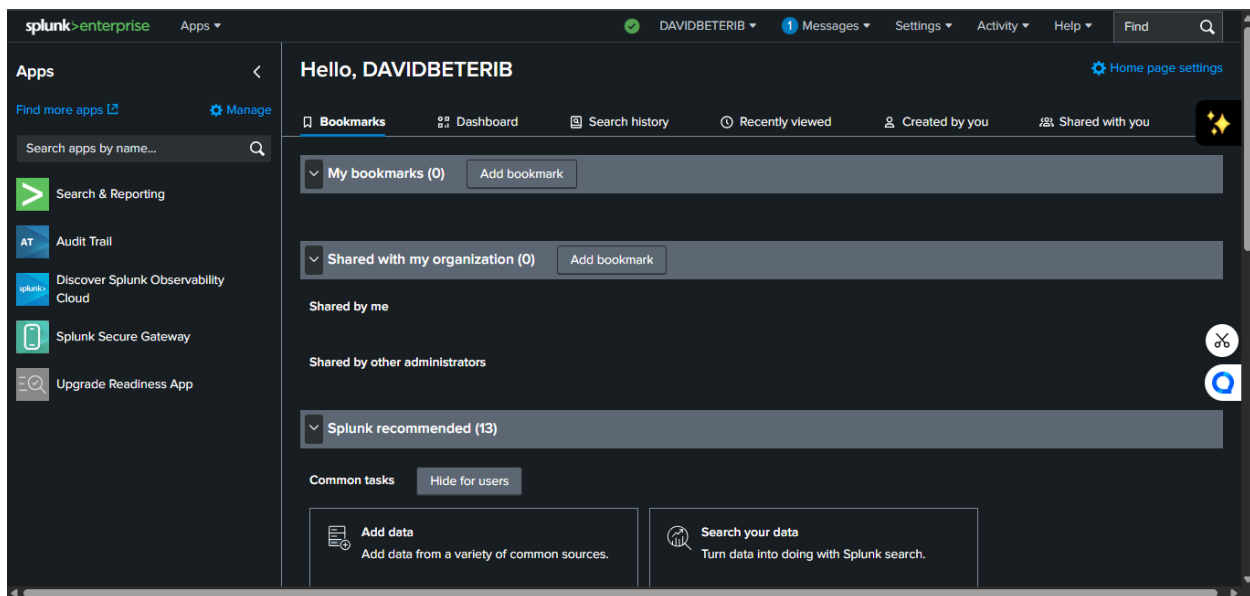 splunk>enterprise Apps DAVIDBETERIB 1 Messages Settings Activity Help Find
Apps
Find more apps Manage
Search apps by name...
Search & Reporting
AT Audit Trail
splunk> Discover Splunk Observability
Cloud
Splunk Secure Gateway
Upgrade Readiness App
Hello, DAVIDBETERIB
Home page settings
Bookmarks Dashboard Search history Recently viewed Created by you Shared with you
My bookmarks (0) Add bookmark
Shared with my organization (0) Add bookmark
Shared by me
Shared by other administrators
Splunk recommended (13)
Common tasks Hide for users
Add data
Add data from a variety of common sources.
Search your data
Turn data into doing with Splunk search.